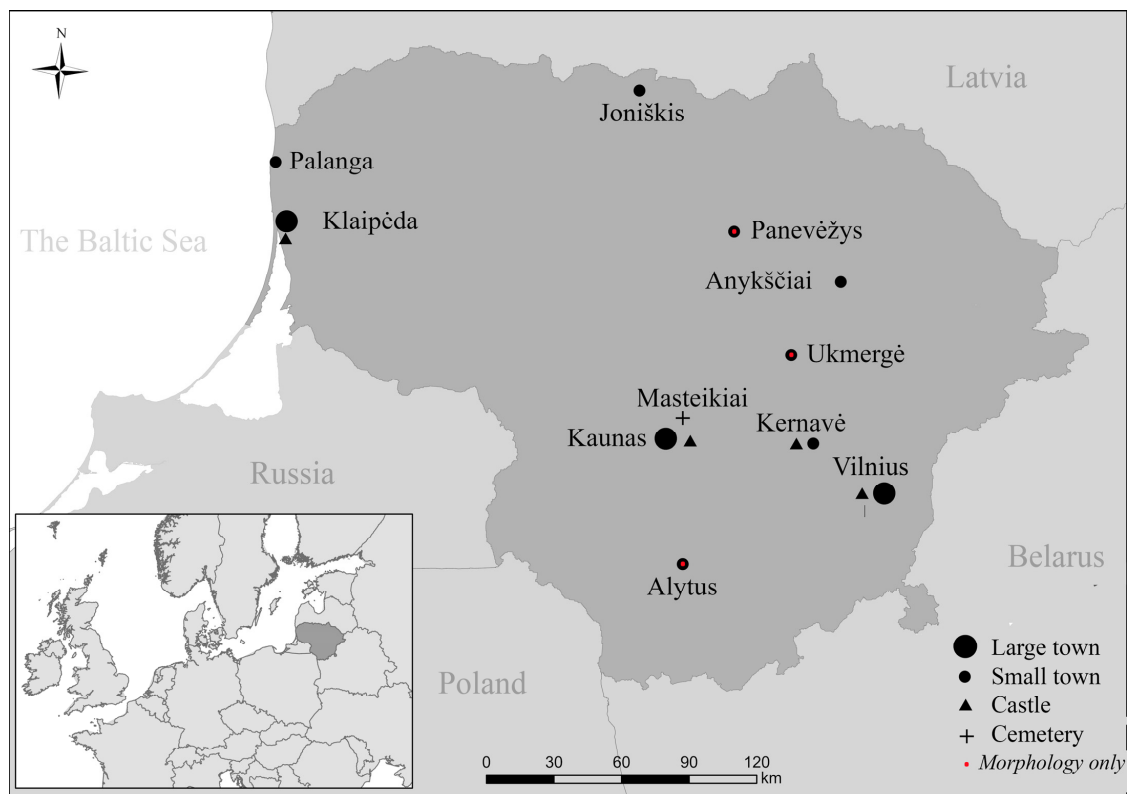 N
Latvia
Joniškis
Palanga
Klaipėda
The Baltic Sea
Panevėžys
Anykščiai
Ukmergė
Masteikiai
Kernavė
Kaunas
Vilnius
Russia
Belarus
Alytus
Large town
Small town
Poland
Castle
Cemetery
Morphology only
0 30 60 90 120
km